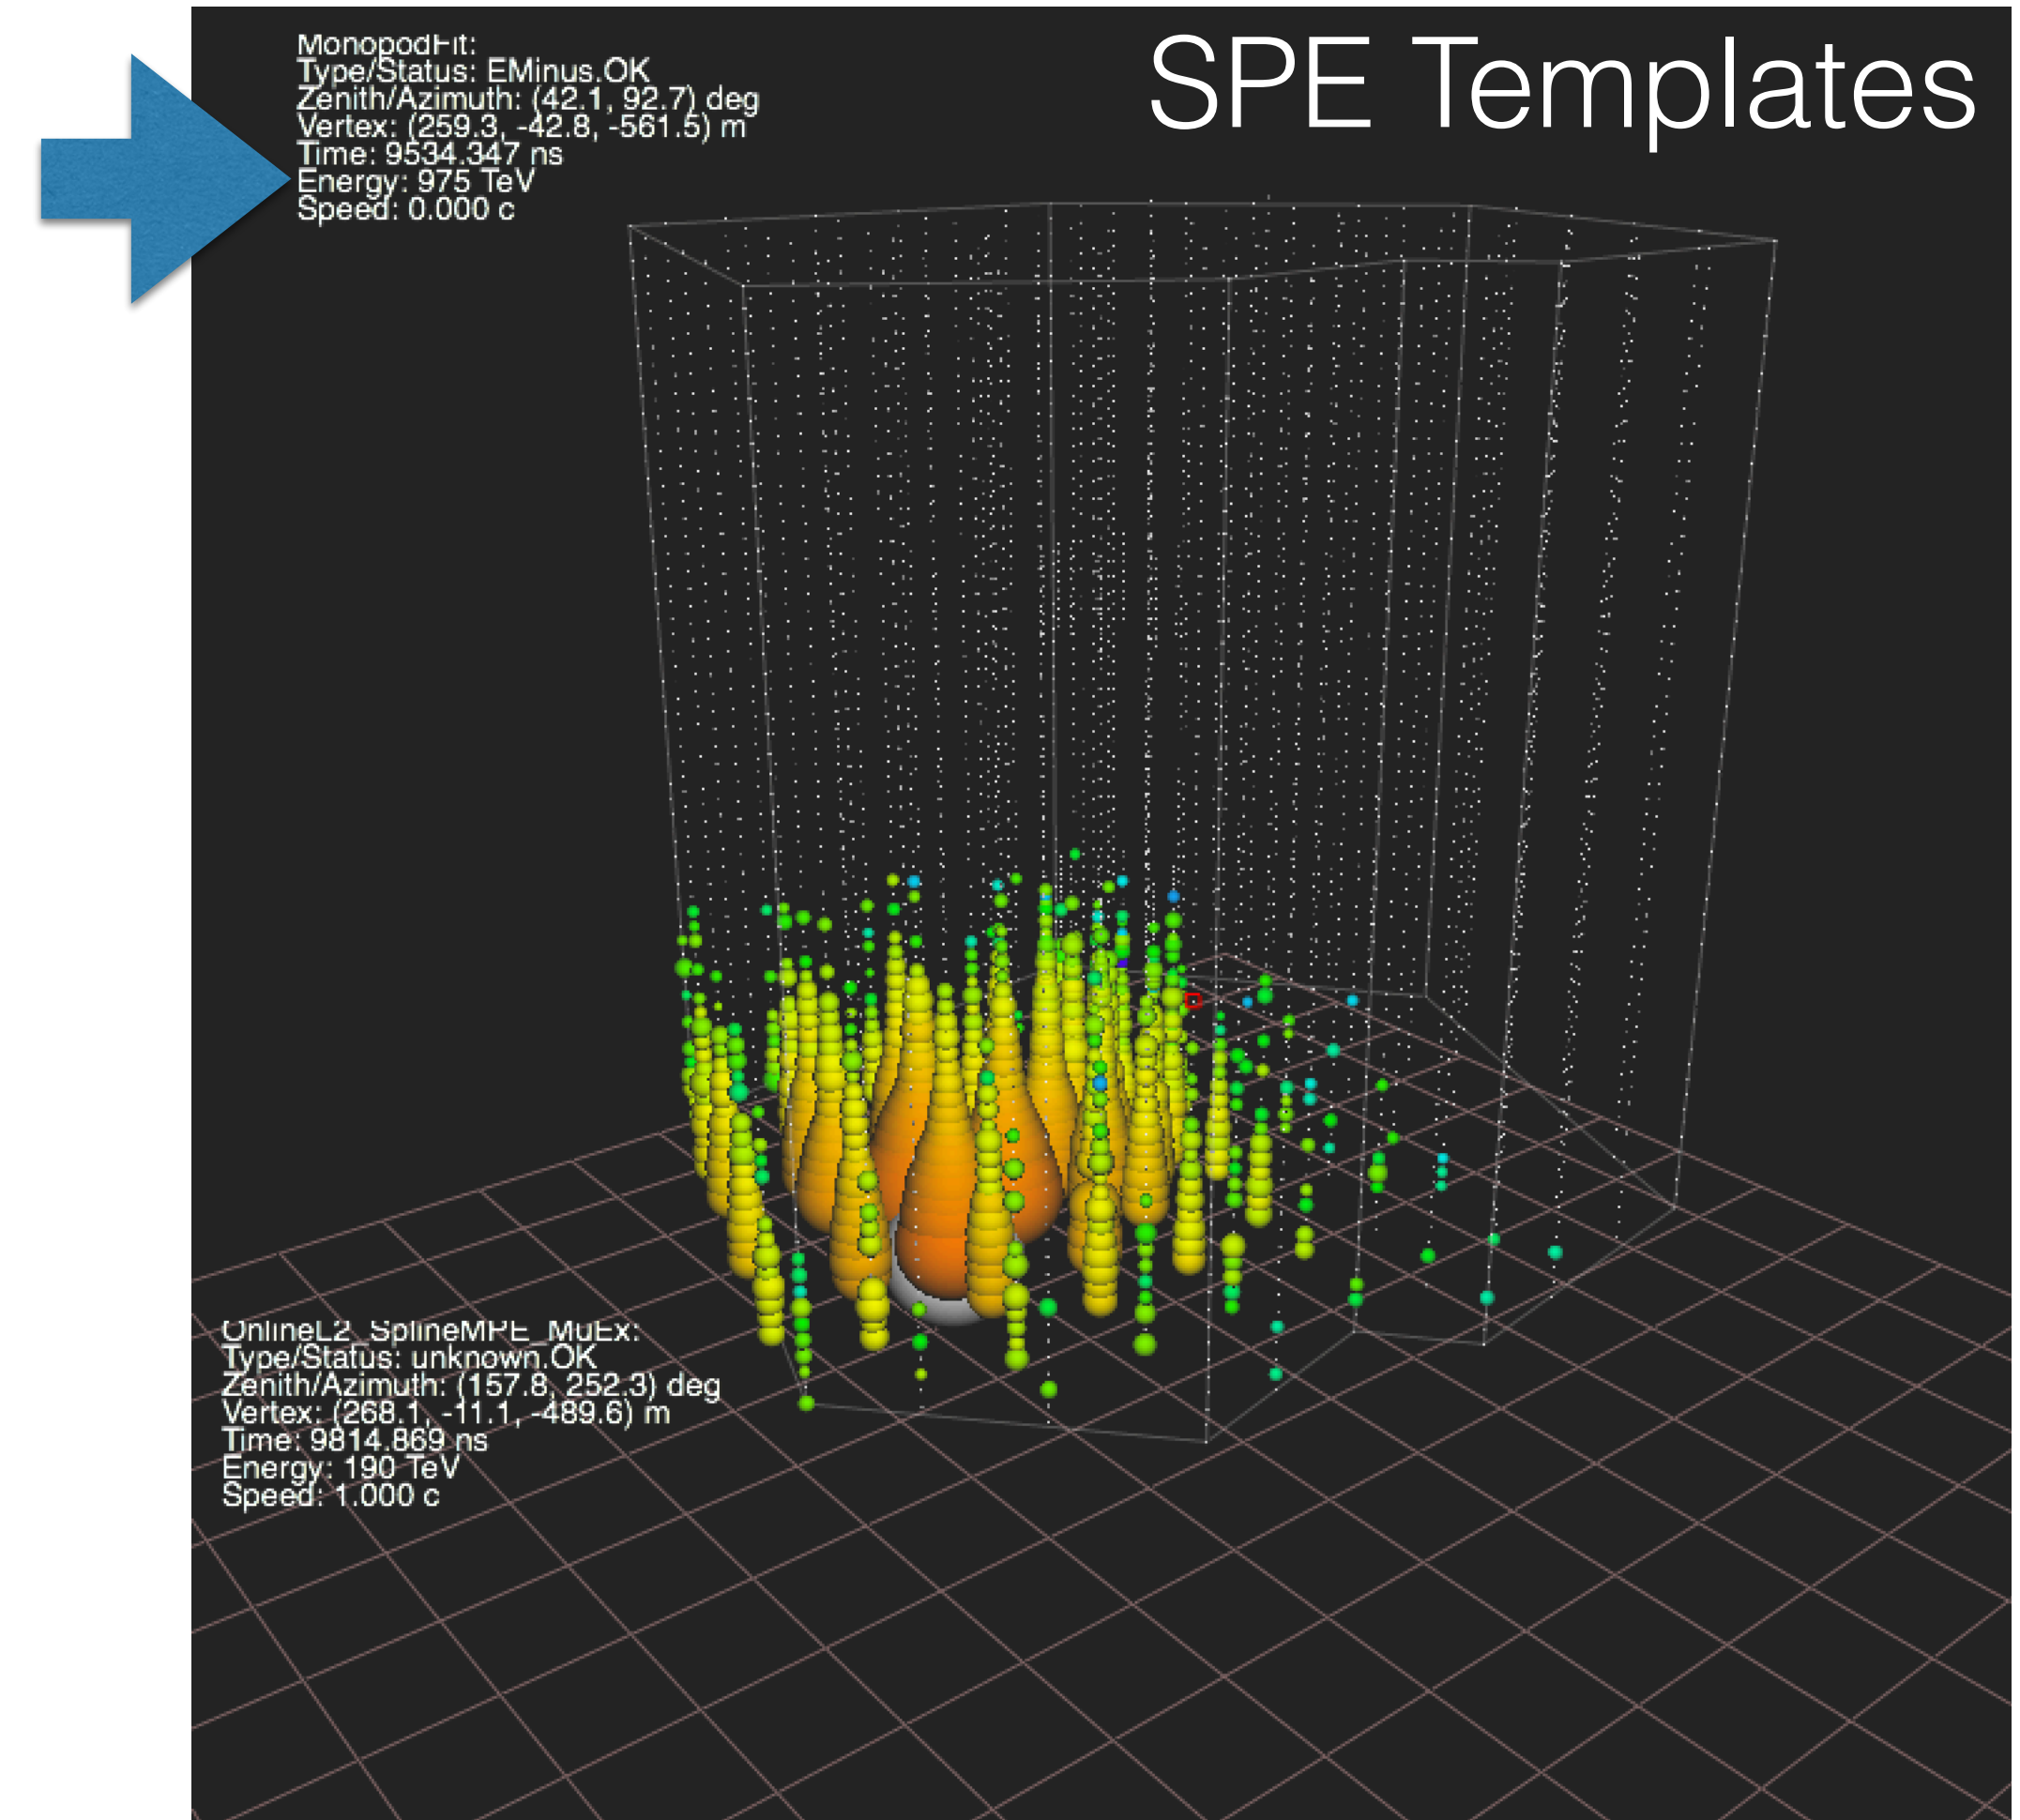 SPE Templates
MonopodFit:
Type/Status: EMinus.OK
Zenith/Azimuth: (42.1, 92.7) deg
Vertex: (259.3, -42.8, -561.5) m
Time: 9534.347 ns
Energy: 975 TeV
Speed: 0.000 c
OnlineL2_SplineMPE_MuEx:
Type/Status: unknown.OK
Zenith/Azimuth: (157.8, 252.3) deg
Vertex: (268.1, -11.1, -489.6) m
Time: 9814.869 ns
Energy: 190 TeV
Speed: 1.000 c